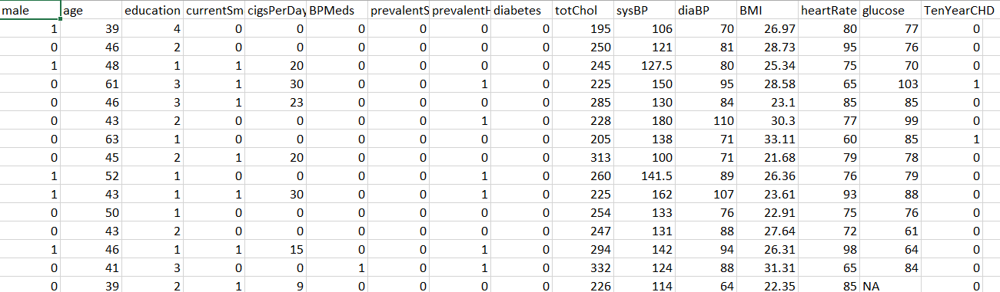 male age education currentSm cigsPerDay BPMeds prevalentS prevalentH diabetes totChol sysBP diaBP BMI heartRate glucose TenYearCHD
1 39 4 0 0 0 0 0 0 195 106 70 26.97 80 77 0
0 46 2 0 0 0 0 0 0 250 121 81 28.73 95 76 0
1 48 1 1 20 0 0 0 0 245 127.5 80 25.34 75 70 0
0 61 3 1 30 0 0 1 0 225 150 95 28.58 65 103 1
0 46 3 1 23 0 0 0 0 285 130 84 23.1 85 85 0
0 43 2 0 0 0 0 1 0 228 180 110 30.3 77 99 0
0 63 1 0 0 0 0 0 0 205 138 71 33.11 60 85 1
0 45 2 1 20 0 0 0 0 313 100 71 21.68 79 78 0
1 52 1 0 0 0 0 1 0 260 141.5 89 26.36 76 79 0
1 43 1 1 30 0 0 1 0 225 162 107 23.61 93 88 0
0 50 1 0 0 0 0 0 0 254 133 76 22.91 75 76 0
0 43 2 0 0 0 0 0 0 247 131 88 27.64 72 61 0
1 46 1 1 15 0 0 1 0 294 142 94 26.31 98 64 0
0 41 3 0 0 1 0 1 0 332 124 88 31.31 65 84 0
0 39 2 1 9 0 0 0 0 226 114 64 22.35 85 NA 0